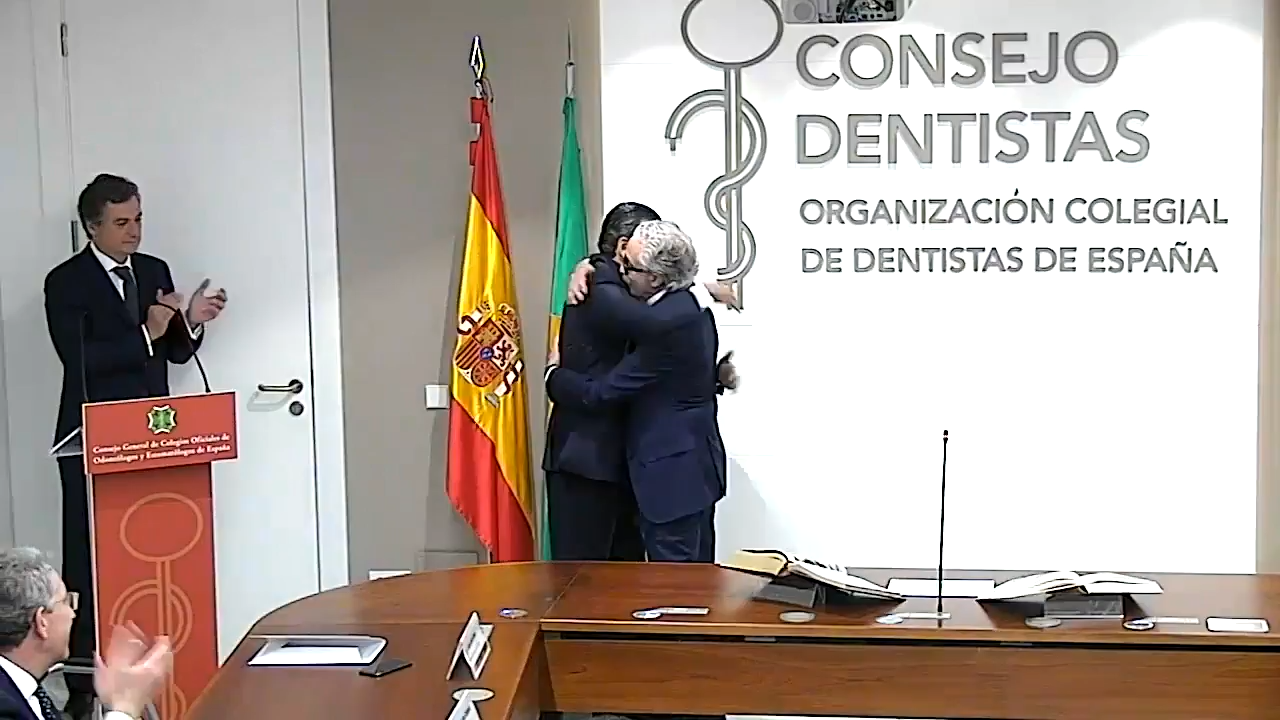 CONSEJO
DENTISTAS
ORGANIZACIÓN COLEGIAL
DE DENTISTAS DE ESPAÑA
Consejo General de Colegios Oficiales de
Odontólogos y Estomatólogos de España